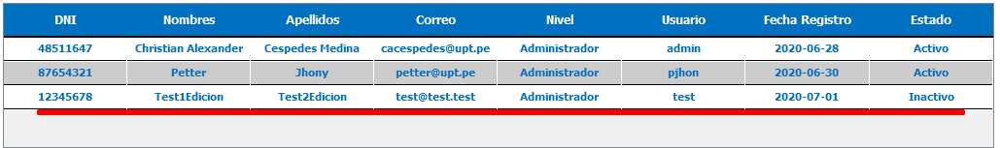 DNI Nombres Apellidos Correo Nivel Usuario Fecha Registro Estado
48511647 Christian Alexander Cespedes Medina cacespedes@upt.pe Administrador admin 2020-06-28 Activo
87654321 Petter Jhony petter@upt.pe Administrador pjhon 2020-06-30 Activo
12345678 Test1Edicion Test2Edicion test@test.test Administrador test 2020-07-01 Inactivo